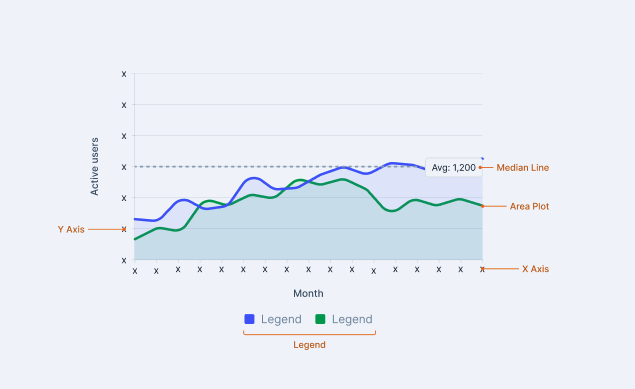 x
x
x
x
x
x
x
Active users
Avg: 1,200
Median Line
Area Plot
Y Axis
x x x x x x x x x x x x x x x x x
X Axis
Month
Legend Legend
Legend